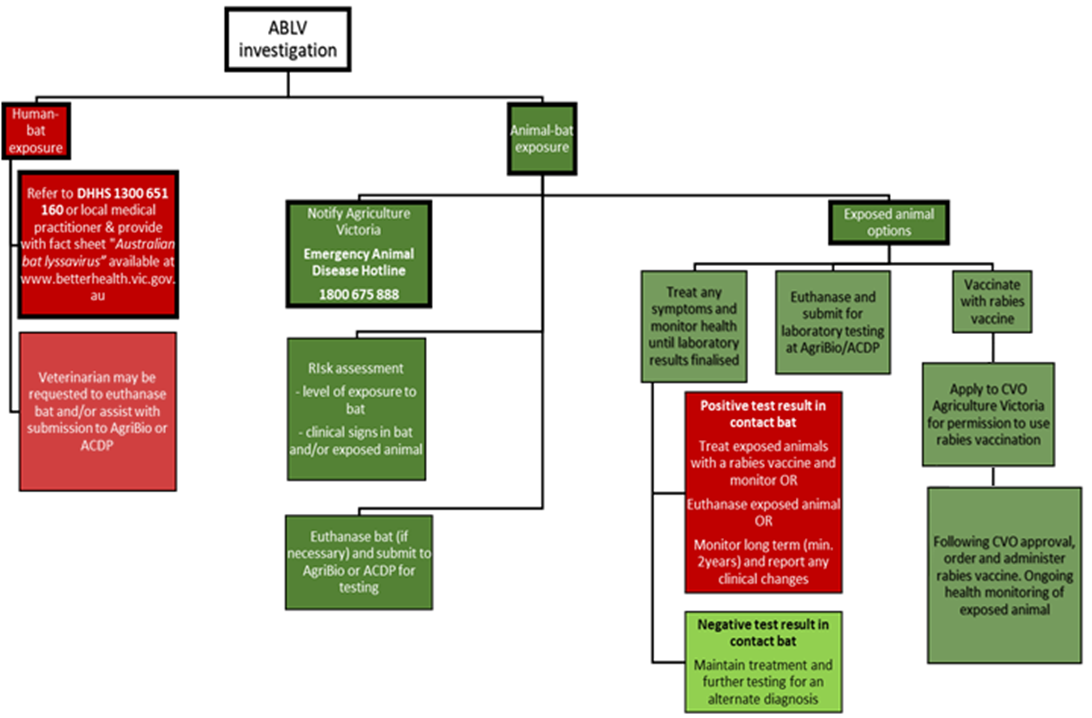 ABLV
investigation
Human-
bat
exposure
Refer to DHHS 1300 651
160 or local medical
practitioner & provide
with fact sheet "Australian
bat lyssavirus” available at
www.betterhealth.vic.gov.
au
Veterinarian may be
requested to euthanase
bat and/or assist with
submission to AgriBio or
ACDP
Animal-bat
exposure
Notify Agriculture
Victoria
Emergency Animal
Disease Hotline
1800 675 888
RIsk assessment
- level of exposure to
bat
- clinical signs in bat
and/or exposed animal
Euthanase bat (if
necessary) and submit to
AgriBio or ACDP for
testing
Exposed animal
options
Treat any
symptoms and
monitor health
until laboratory
results finalised
Positive test result in
contact bat
Treat exposed animals
with a rabies vaccine and
monitor OR
Euthanase exposed animal
OR
Monitor long term (min.
2years) and report any
clinical changes
Negative test result in
contact bat
Maintain treatment and
further testing for an
alternate diagnosis
Euthanase and
submit for
laboratory testing
at AgriBio/ACDP
Vaccinate
with rabies
vaccine
Apply to CVO
Agriculture Victoria
for permission to use
rabies vaccination
Following CVO approval,
order and administer
rabies vaccine. Ongoing
health monitoring of
exposed animal